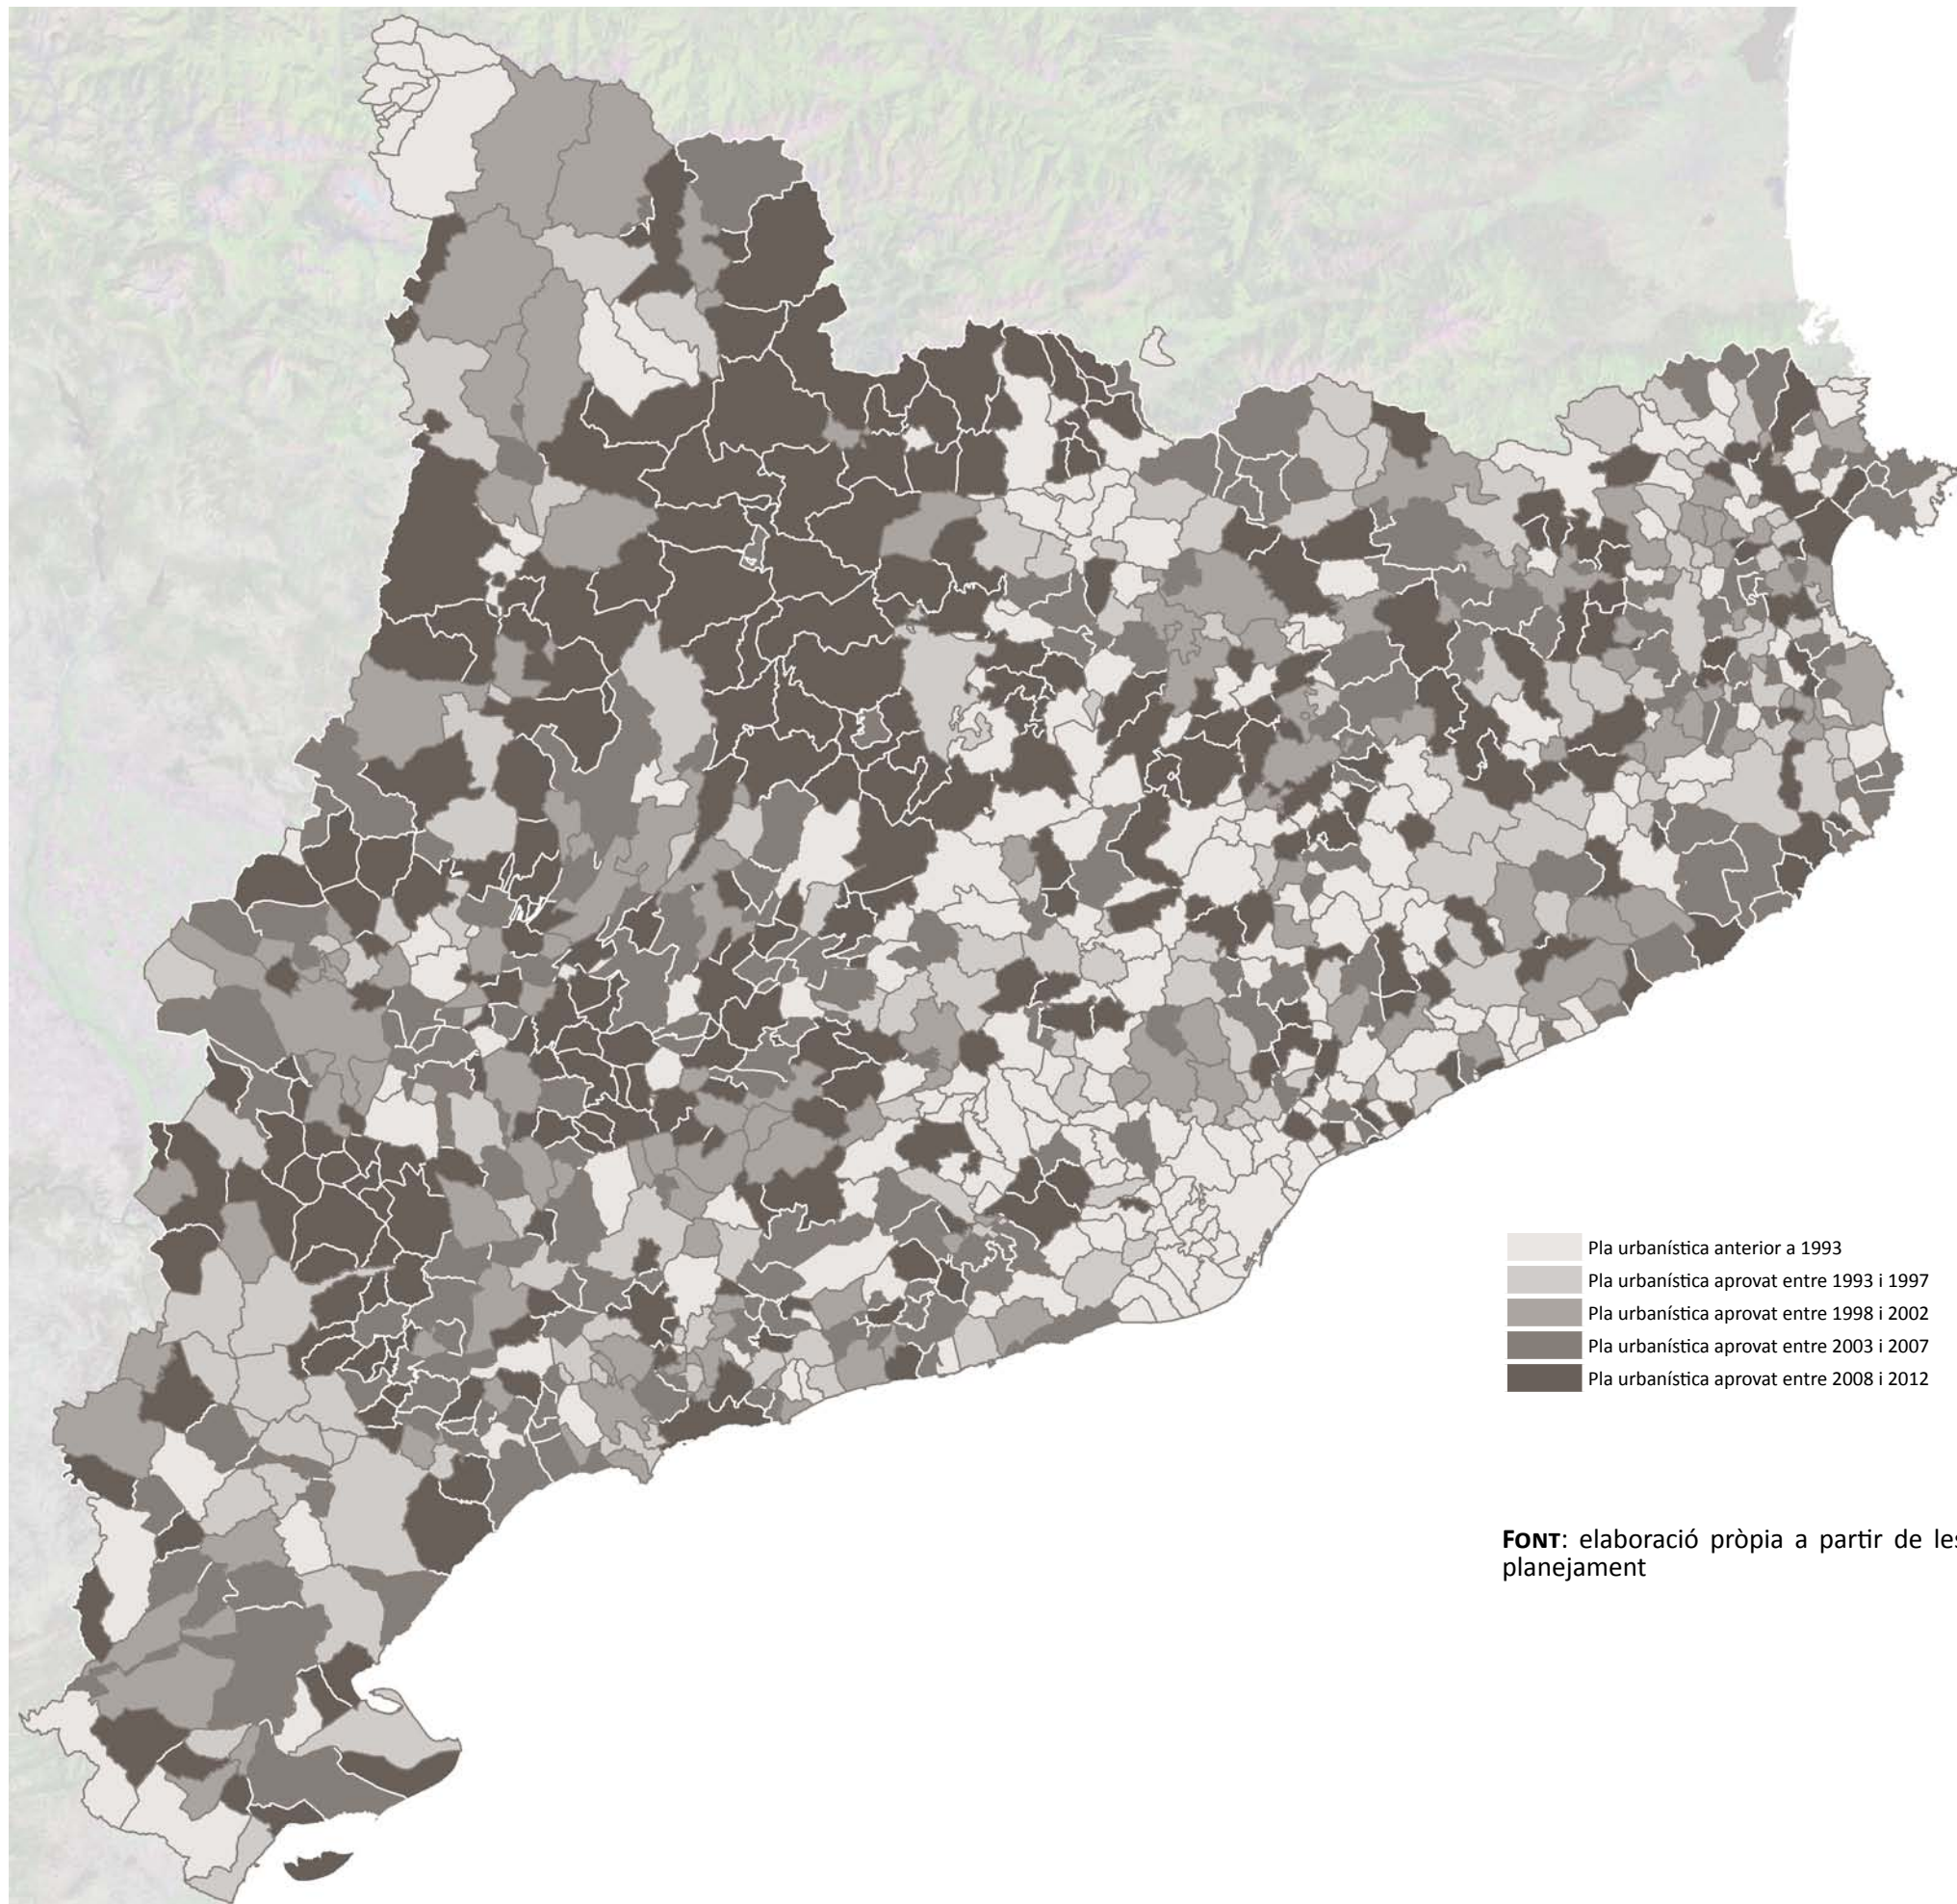 Pla urbanística anterior a 1993
Pla urbanística aprovat entre 1993 i 1997
Pla urbanística aprovat entre 1998 i 2002
Pla urbanística aprovat entre 2003 i 2007
Pla urbanística aprovat entre 2008 i 2012
FONT: elaboració pròpia a partir de les
planejament